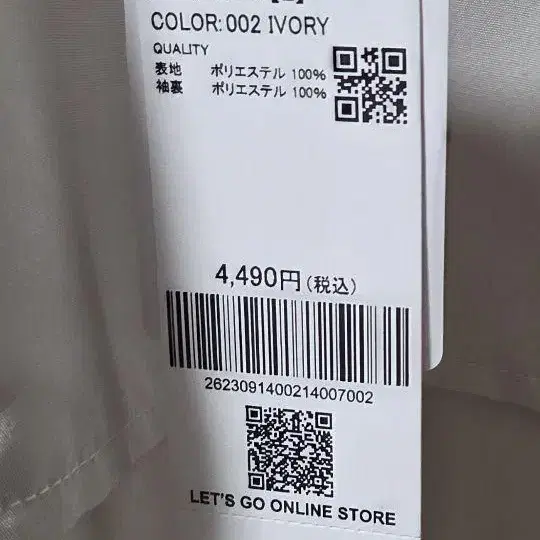 COLOR: 002 IVORY
QUALITY
表地 ポリエステル 100%
袖裏 ポリエステル 100%
4,490円(税込)
2623091400214007002
LET'S GO ONLINE STORE